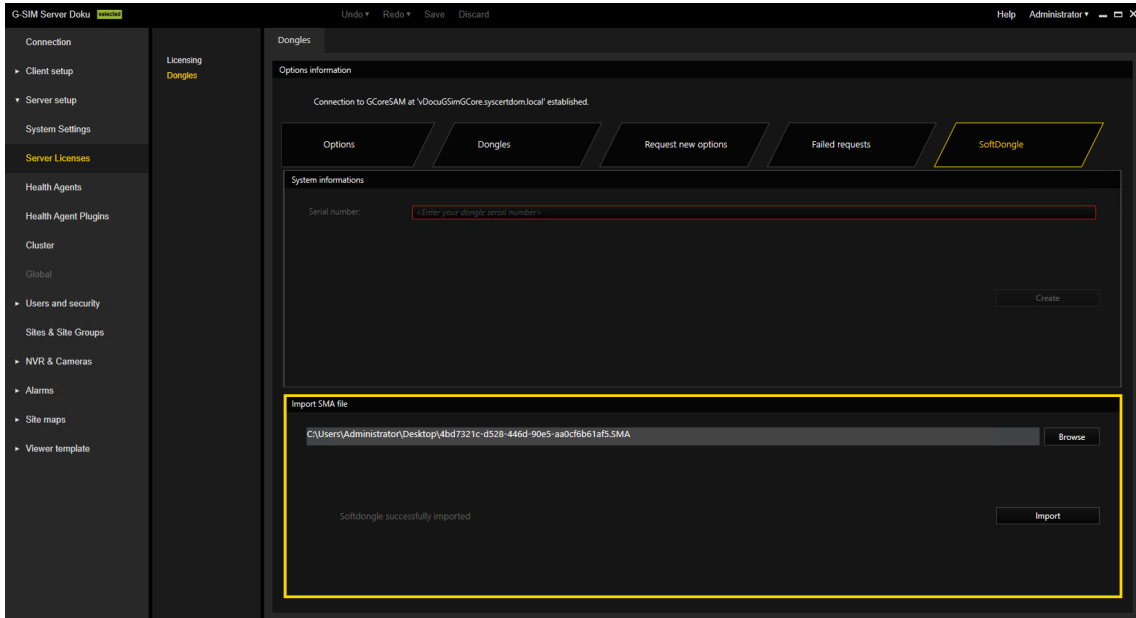 G-SIM Server Doku selected Undo ▾ Redo ▾ Save Discard Help Administrator ▾
Connection
Client setup
Server setup
System Settings
Server Licenses
Health Agents
Health Agent Plugins
Cluster
Global
Users and security
Sites & Site Groups
NVR & Cameras
Alarms
Site maps
Viewer template
Licensing
Dongles
Dongles
Options information
Connection to GCoreSAM at 'vDocuGSimGCore.syscertdom.local' established.
Options Dongles Request new options Failed requests SoftDongle
System informations
Serial number: <Enter your dongle serial number>
Create
Import SMA file
C:\Users\Administrator\Desktop\4bd7321c-d528-446d-90e5-aa0cf6b61af5.SMA Browse
Softdongle successfully imported Import